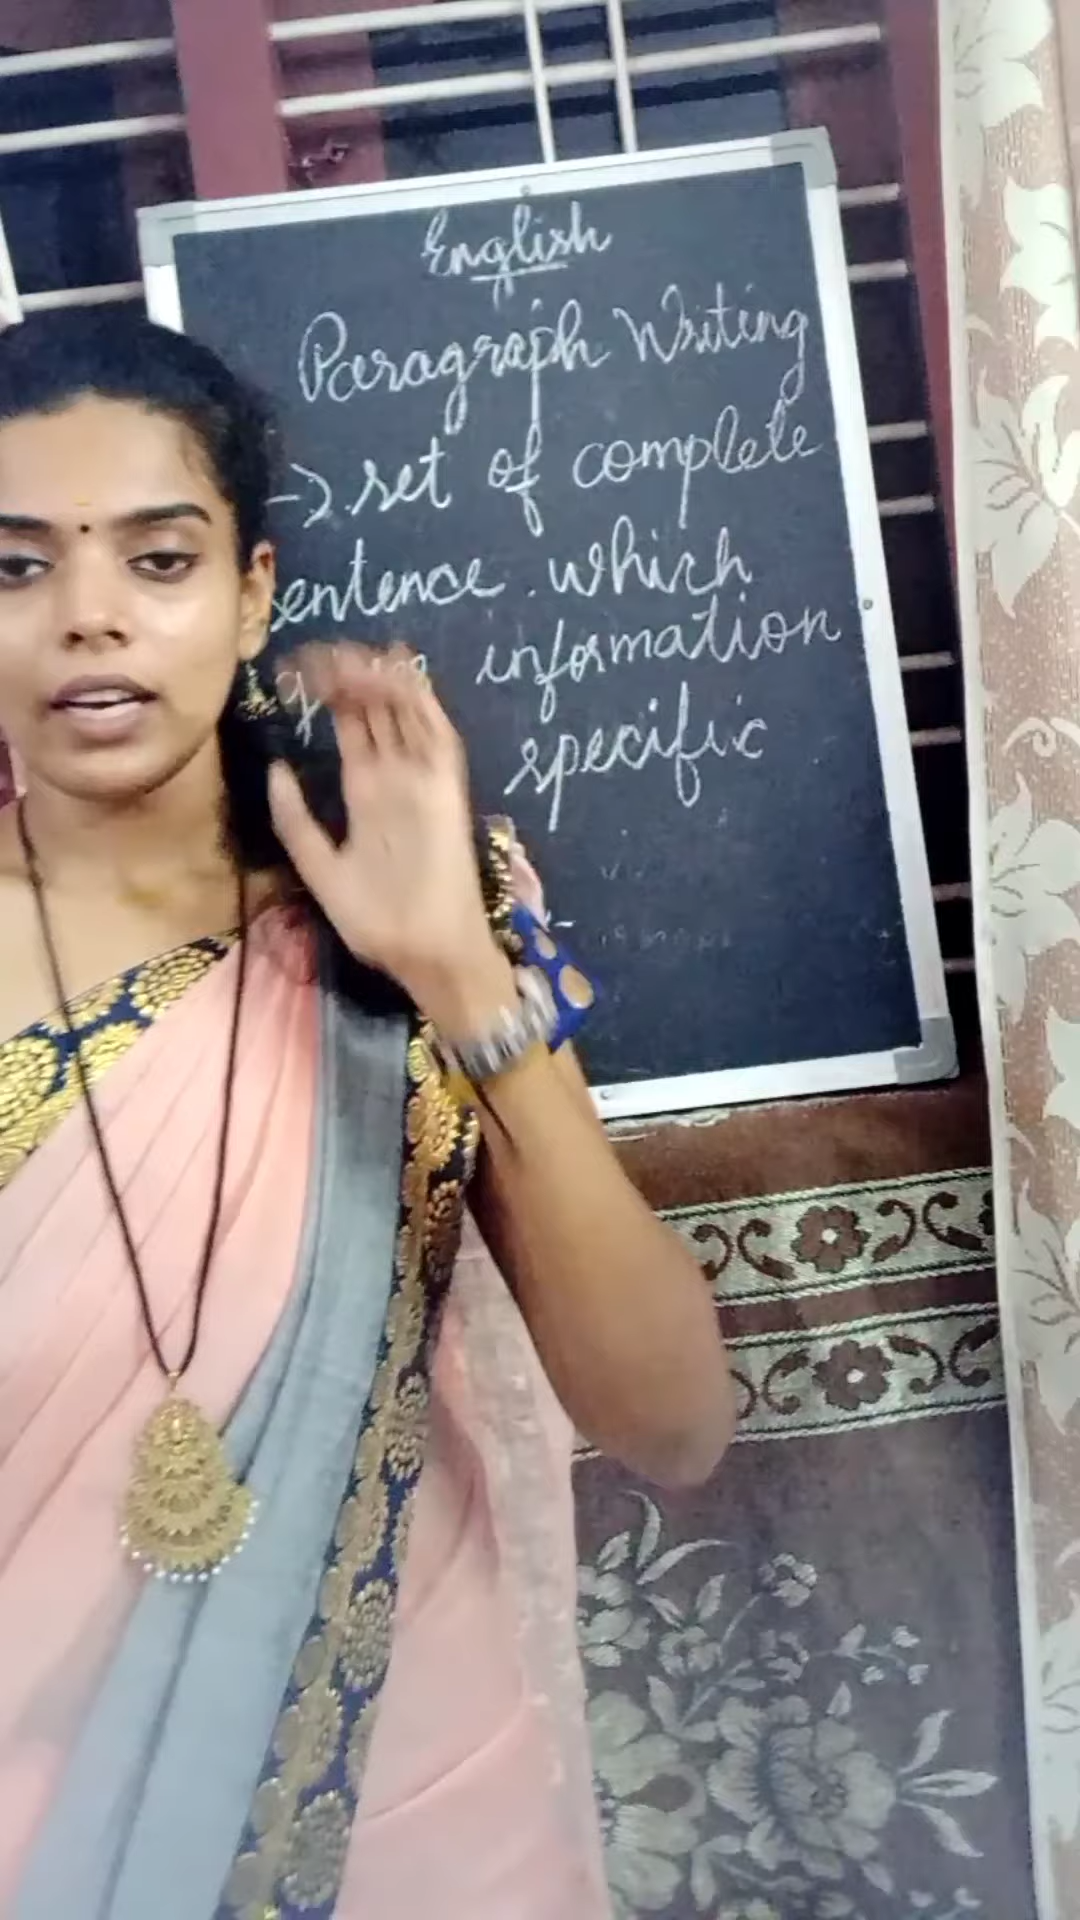 English
Paragraph Writing
→ set of complete
sentence . which
information
specific